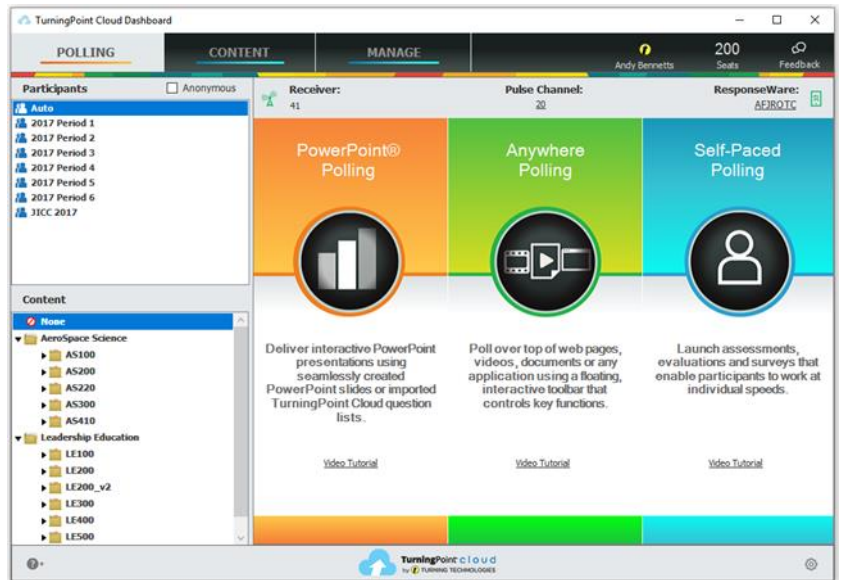 TurningPoint Cloud Dashboard
POLLING
CONTENT
MANAGE
Andy Bennetts
200
Seats
Feedback
Participants
Anonymous
Auto
2017 Period 1
2017 Period 2
2017 Period 3
2017 Period 4
2017 Period 5
2017 Period 6
JICC 2017
Content
None
AeroSpace Science
AS100
AS200
AS220
AS300
AS410
Leadership Education
LE100
LE200
LE200_v2
LE300
LE400
LE500
Receiver:
41
Pulse Channel:
20
ResponseWare:
AFJROTC
PowerPoint®
Polling
Deliver interactive PowerPoint
presentations using
seamlessly created
PowerPoint slides or imported
TurningPoint Cloud question
lists.
Video Tutorial
Anywhere
Polling
Poll over top of web pages,
videos, documents or any
application using a floating,
interactive toolbar that
controls key functions.
Video Tutorial
Self-Paced
Polling
Launch assessments,
evaluations and surveys that
enable participants to work at
individual speeds.
Video Tutorial
TurningPoint cloud
by TURNING TECHNOLOGIES